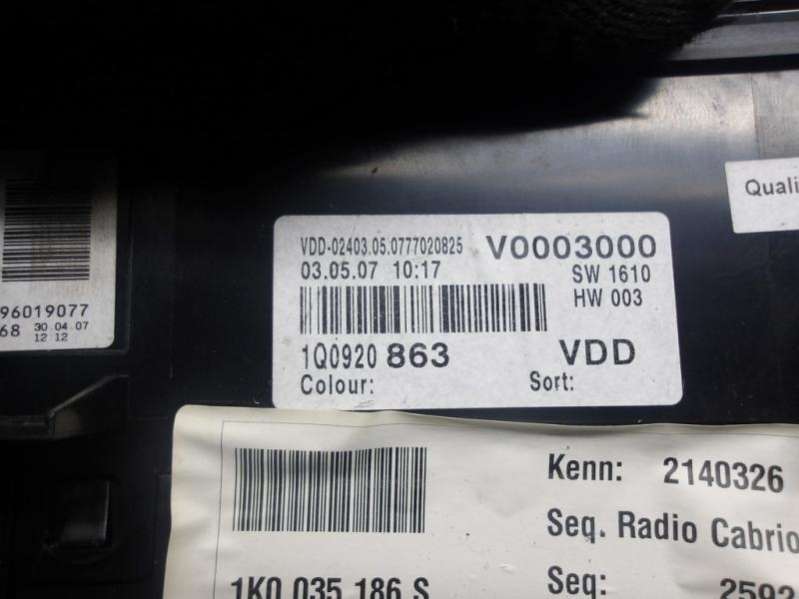 Quali
VDD-02403.05.0777020825 V0003000
03.05.07 10:17 SW 1610
HW 003
96019077
68 30 04 07
12 12
1Q0920 863 VDD
Colour: Sort:
Kenn: 2140326
Seq. Radio Cabrio
1K0 035 186 S Seq: 2592